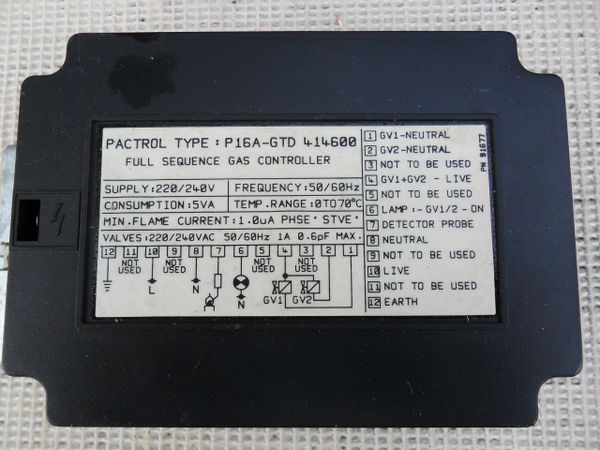 PACTROL TYPE : P16A-GTD 414600
FULL SEQUENCE GAS CONTROLLER
SUPPLY:220/240V FREQUENCY:50/60Hz
CONSUMPTION:5VA TEMP.RANGE:0TO70°C
MIN.FLAME CURRENT:1.0uA PHSE' STVE'
VALVES:220/240VAC 50/60Hz 1A 0.6pF MAX.
12 11 10 9 8 7 6 5 4 3 2 1
NOT USED NOT USED NOT USED NOT USED
L N N GV1 GV2
1 GV1-NEUTRAL
2 GV2-NEUTRAL
3 NOT TO BE USED
4 GV1+GV2 - LIVE
5 NOT TO BE USED
6 LAMP:-GV1/2-ON
7 DETECTOR PROBE
8 NEUTRAL
9 NOT TO BE USED
10 LIVE
11 NOT TO BE USED
12 EARTH
PN 91677